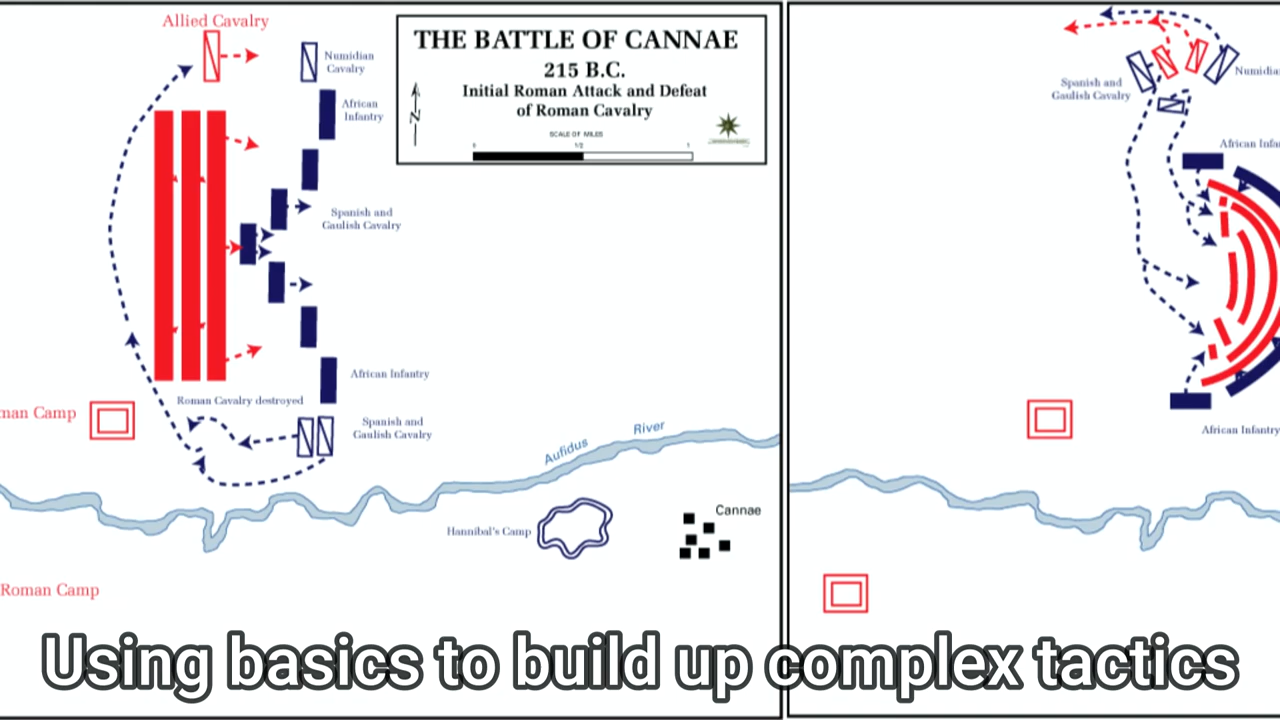 Allied Cavalry
THE BATTLE OF CANNAE
215 B.C.
Initial Roman Attack and Defeat
of Roman Cavalry
N
SCALE OF MILES
0 1/2 1
Numidian
Cavalry
African
Infantry
Spanish and
Gaulish Cavalry
African Infantry
Roman Cavalry destroyed
Spanish and
Gaulish Cavalry
man Camp
Aufidus River
Hannibal's Camp
Cannae
Roman Camp
Spanish and
Gaulish Cavalry
Numidia
African Infa
African Infantry
Using basics to build up complex tactics